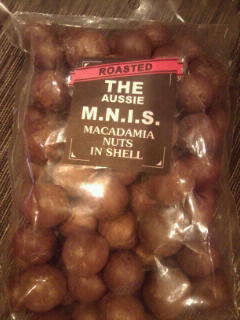 ROASTED
THE
AUSSIE
M.N.I.S.
MACADAMIA
NUTS
IN SHELL